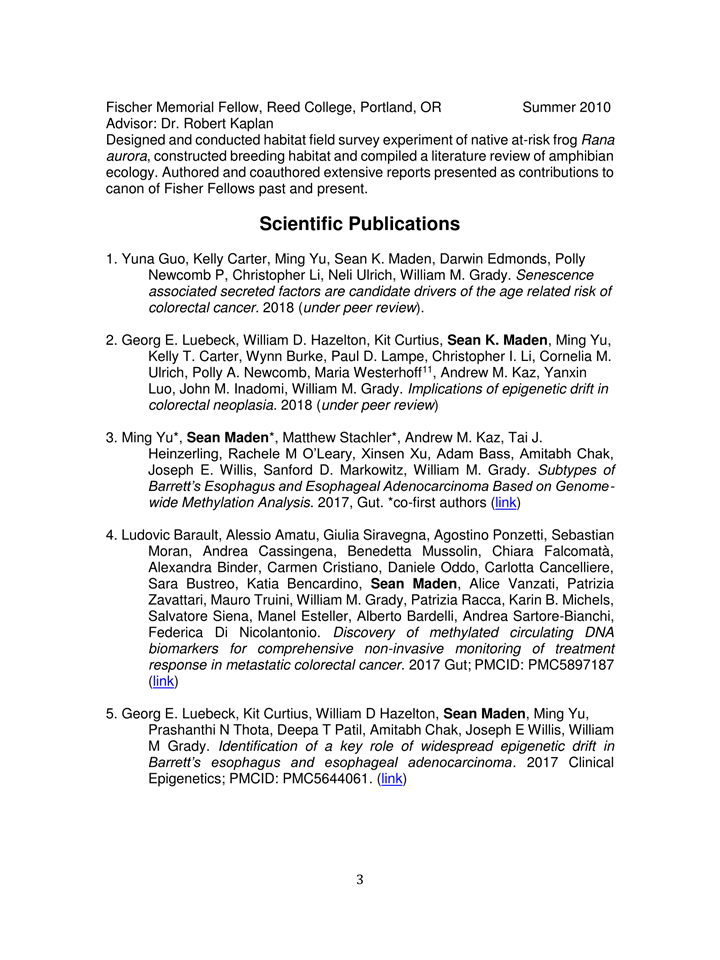 Fischer Memorial Fellow, Reed College, Portland, OR Summer 2010
Advisor: Dr. Robert Kaplan
Designed and conducted habitat field survey experiment of native at-risk frog Rana
aurora, constructed breeding habitat and compiled a literature review of amphibian
ecology. Authored and coauthored extensive reports presented as contributions to
canon of Fisher Fellows past and present.
Scientific Publications
1. Yuna Guo, Kelly Carter, Ming Yu, Sean K. Maden, Darwin Edmonds, Polly
Newcomb P, Christopher Li, Neli Ulrich, William M. Grady. Senescence
associated secreted factors are candidate drivers of the age related risk of
colorectal cancer. 2018 (under peer review).
2. Georg E. Luebeck, William D. Hazelton, Kit Curtius, Sean K. Maden, Ming Yu,
Kelly T. Carter, Wynn Burke, Paul D. Lampe, Christopher I. Li, Cornelia M.
Ulrich, Polly A. Newcomb, Maria Westerhoff¹¹, Andrew M. Kaz, Yanxin
Luo, John M. Inadomi, William M. Grady. Implications of epigenetic drift in
colorectal neoplasia. 2018 (under peer review)
3. Ming Yu*, Sean Maden*, Matthew Stachler*, Andrew M. Kaz, Tai J.
Heinzerling, Rachele M O’Leary, Xinsen Xu, Adam Bass, Amitabh Chak,
Joseph E. Willis, Sanford D. Markowitz, William M. Grady. Subtypes of
Barrett’s Esophagus and Esophageal Adenocarcinoma Based on Genome-
wide Methylation Analysis. 2017, Gut. *co-first authors (link)
4. Ludovic Barault, Alessio Amatu, Giulia Siravegna, Agostino Ponzetti, Sebastian
Moran, Andrea Cassingena, Benedetta Mussolin, Chiara Falcomatà,
Alexandra Binder, Carmen Cristiano, Daniele Oddo, Carlotta Cancelliere,
Sara Bustreo, Katia Bencardino, Sean Maden, Alice Vanzati, Patrizia
Zavattari, Mauro Truini, William M. Grady, Patrizia Racca, Karin B. Michels,
Salvatore Siena, Manel Esteller, Alberto Bardelli, Andrea Sartore-Bianchi,
Federica Di Nicolantonio. Discovery of methylated circulating DNA
biomarkers for comprehensive non-invasive monitoring of treatment
response in metastatic colorectal cancer. 2017 Gut; PMCID: PMC5897187
(link)
5. Georg E. Luebeck, Kit Curtius, William D Hazelton, Sean Maden, Ming Yu,
Prashanthi N Thota, Deepa T Patil, Amitabh Chak, Joseph E Willis, William
M Grady. Identification of a key role of widespread epigenetic drift in
Barrett’s esophagus and esophageal adenocarcinoma. 2017 Clinical
Epigenetics; PMCID: PMC5644061. (link)
3